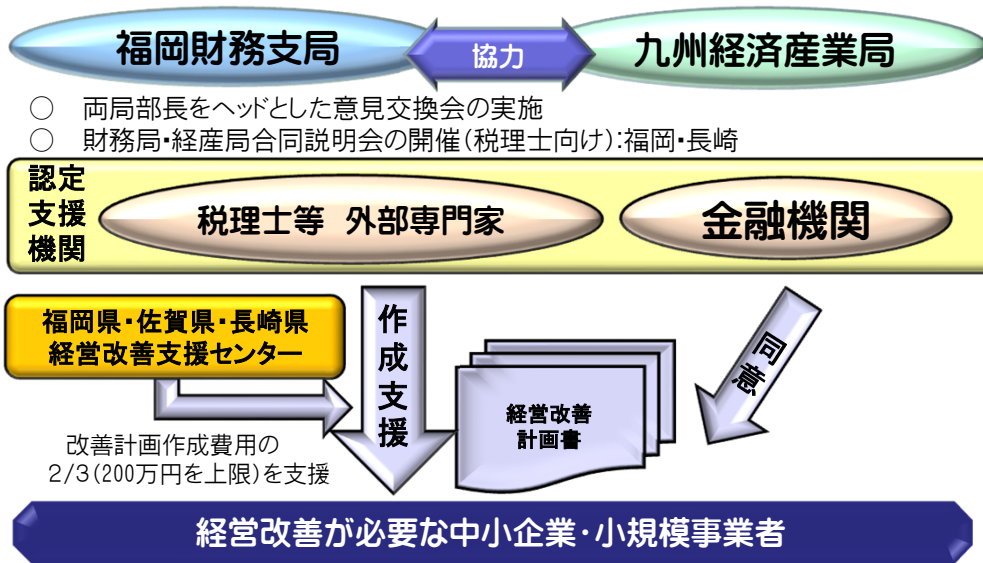 福岡財務支局
協力
九州経済産業局
○ 両局部長をヘッドとした意見交換会の実施
○ 財務局・経産局合同説明会の開催(税理士向け):福岡・長崎
認定
支援
機関
税理士等 外部専門家
金融機関
福岡県・佐賀県・長崎県
経営改善支援センター
作成支援
同意
経営改善
計画書
改善計画作成費用の
2/3(200万円を上限)を支援
経営改善が必要な中小企業・小規模事業者